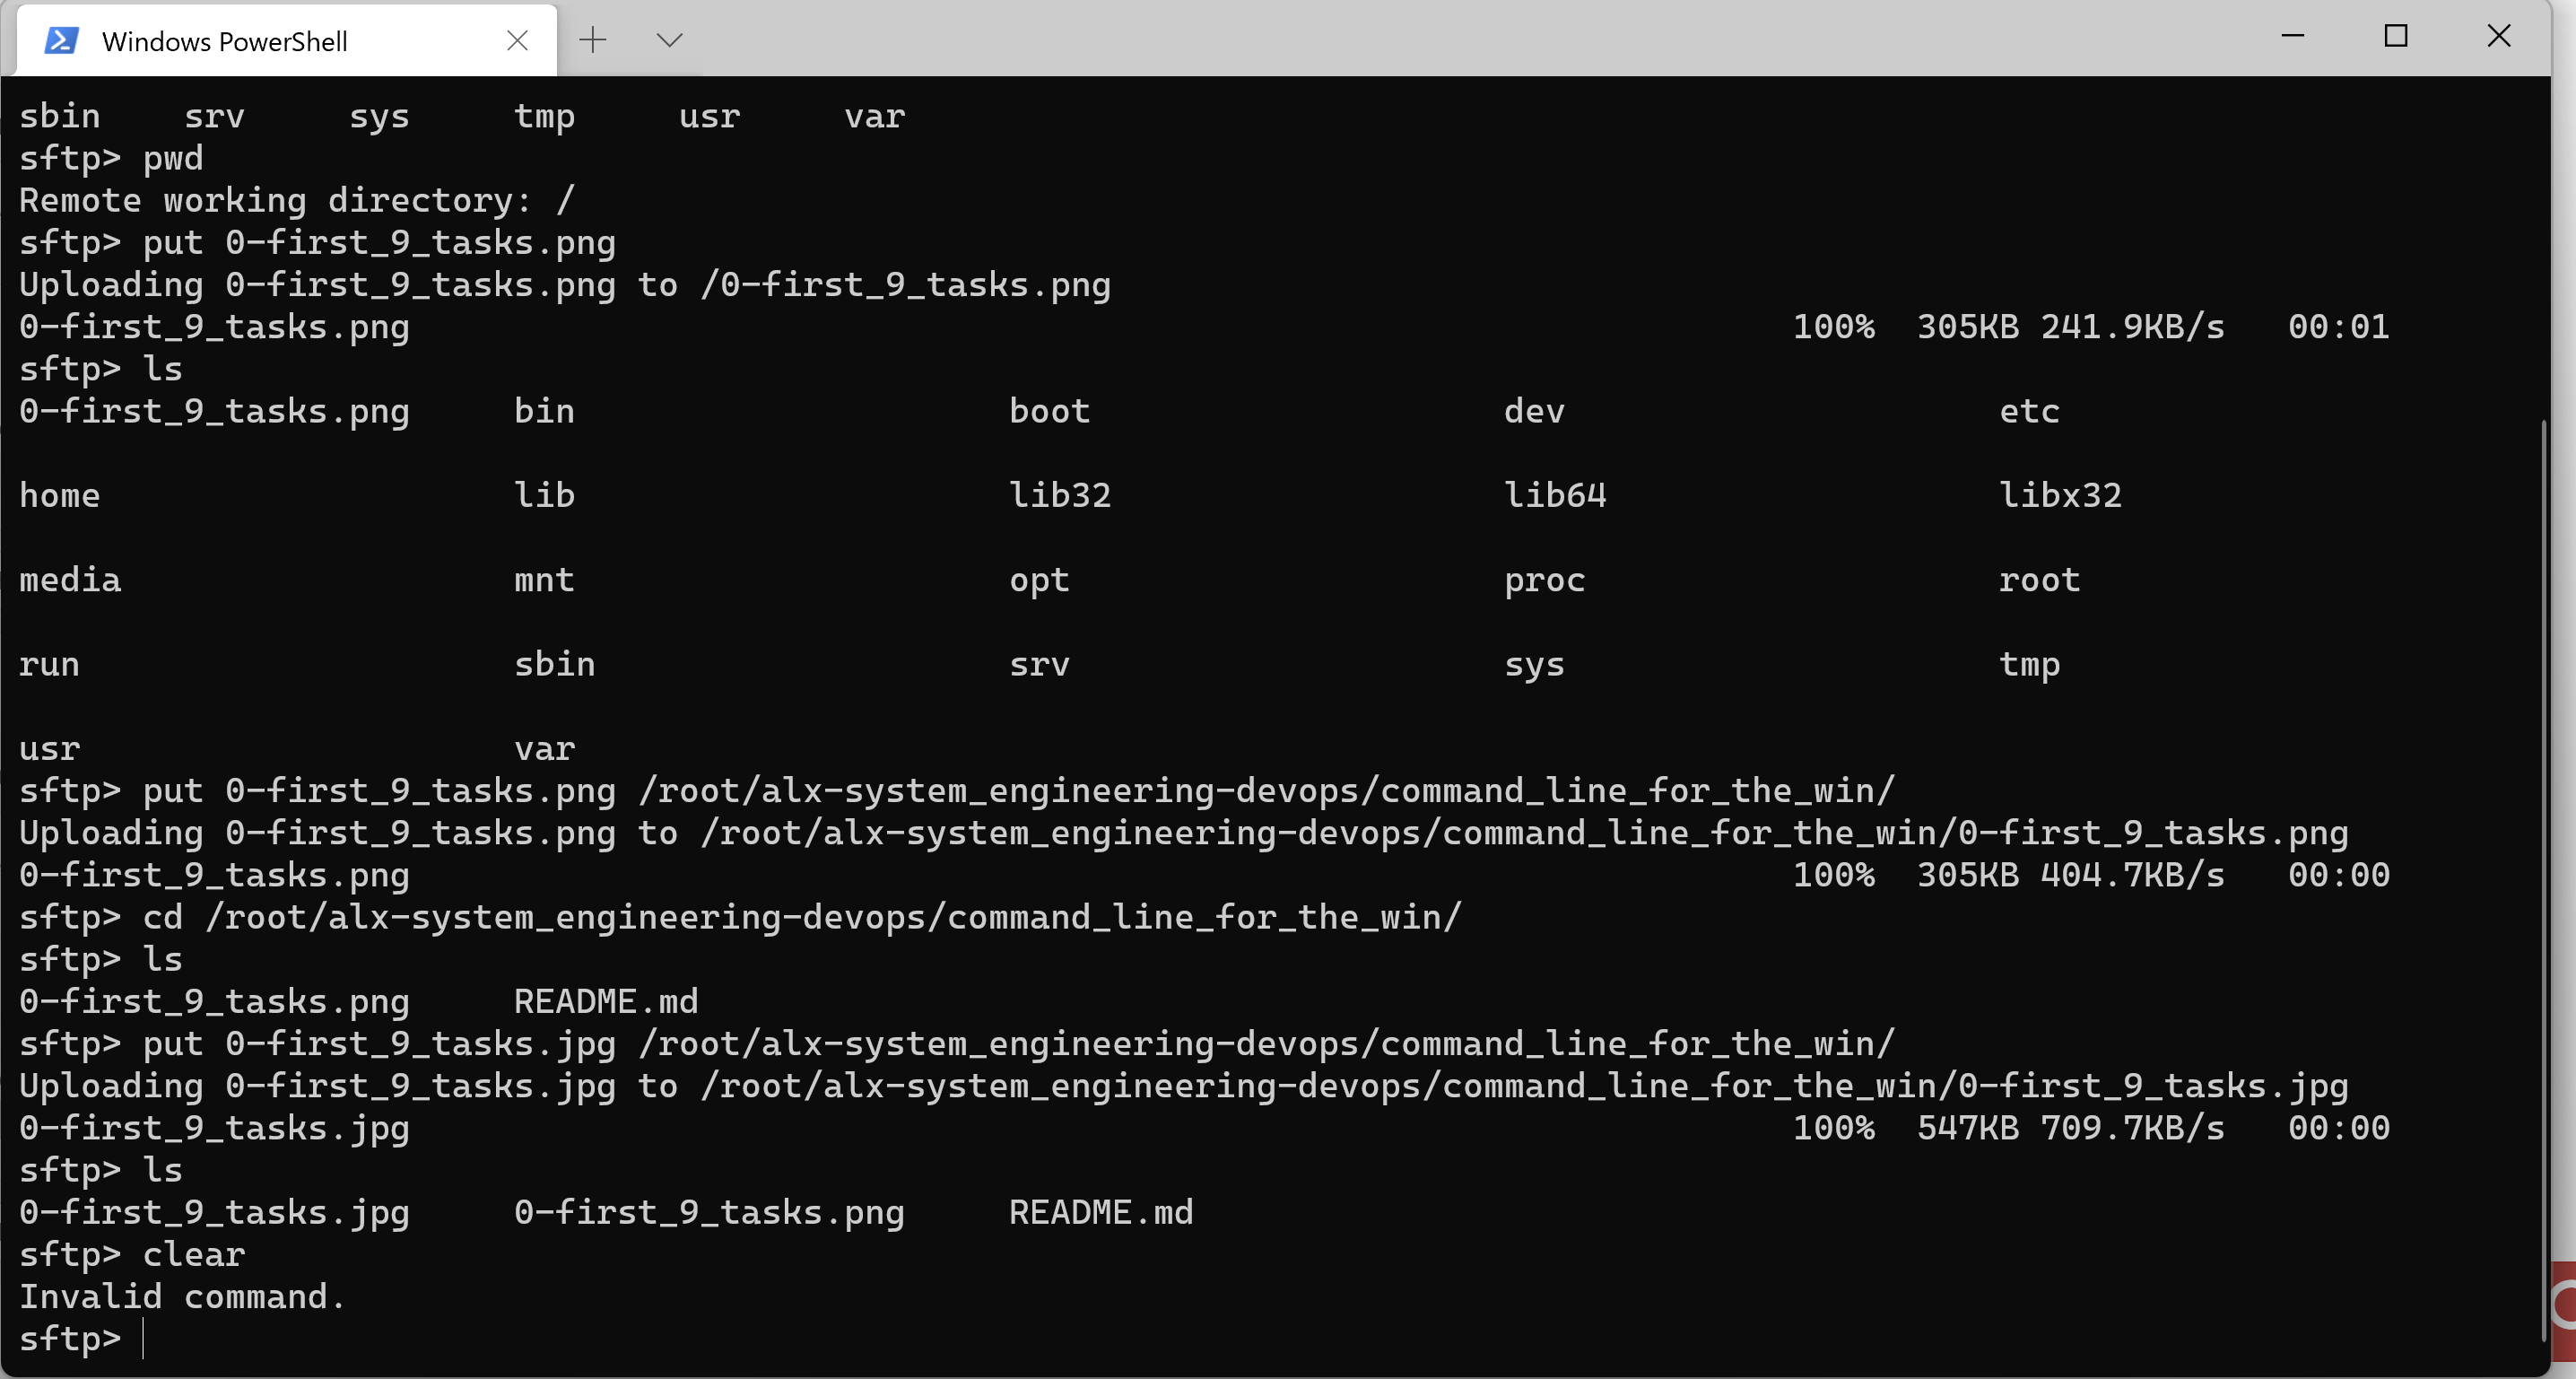 Windows PowerShell
sbin    srv     sys     tmp     usr     var
sftp> pwd
Remote working directory: /
sftp> put 0-first_9_tasks.png
Uploading 0-first_9_tasks.png to /0-first_9_tasks.png
0-first_9_tasks.png                                                                   100%  305KB 241.9KB/s   00:01
sftp> ls
0-first_9_tasks.png     bin                     boot                    dev                     etc
home                    lib                     lib32                   lib64                   libx32
media                   mnt                     opt                     proc                    root
run                     sbin                    srv                     sys                     tmp
usr                     var
sftp> put 0-first_9_tasks.png /root/alx-system_engineering-devops/command_line_for_the_win/
Uploading 0-first_9_tasks.png to /root/alx-system_engineering-devops/command_line_for_the_win/0-first_9_tasks.png
0-first_9_tasks.png                                                                   100%  305KB 404.7KB/s   00:00
sftp> cd /root/alx-system_engineering-devops/command_line_for_the_win/
sftp> ls
0-first_9_tasks.png     README.md
sftp> put 0-first_9_tasks.jpg /root/alx-system_engineering-devops/command_line_for_the_win/
Uploading 0-first_9_tasks.jpg to /root/alx-system_engineering-devops/command_line_for_the_win/0-first_9_tasks.jpg
0-first_9_tasks.jpg                                                                   100%  547KB 709.7KB/s   00:00
sftp> ls
0-first_9_tasks.jpg     0-first_9_tasks.png     README.md
sftp> clear
Invalid command.
sftp>